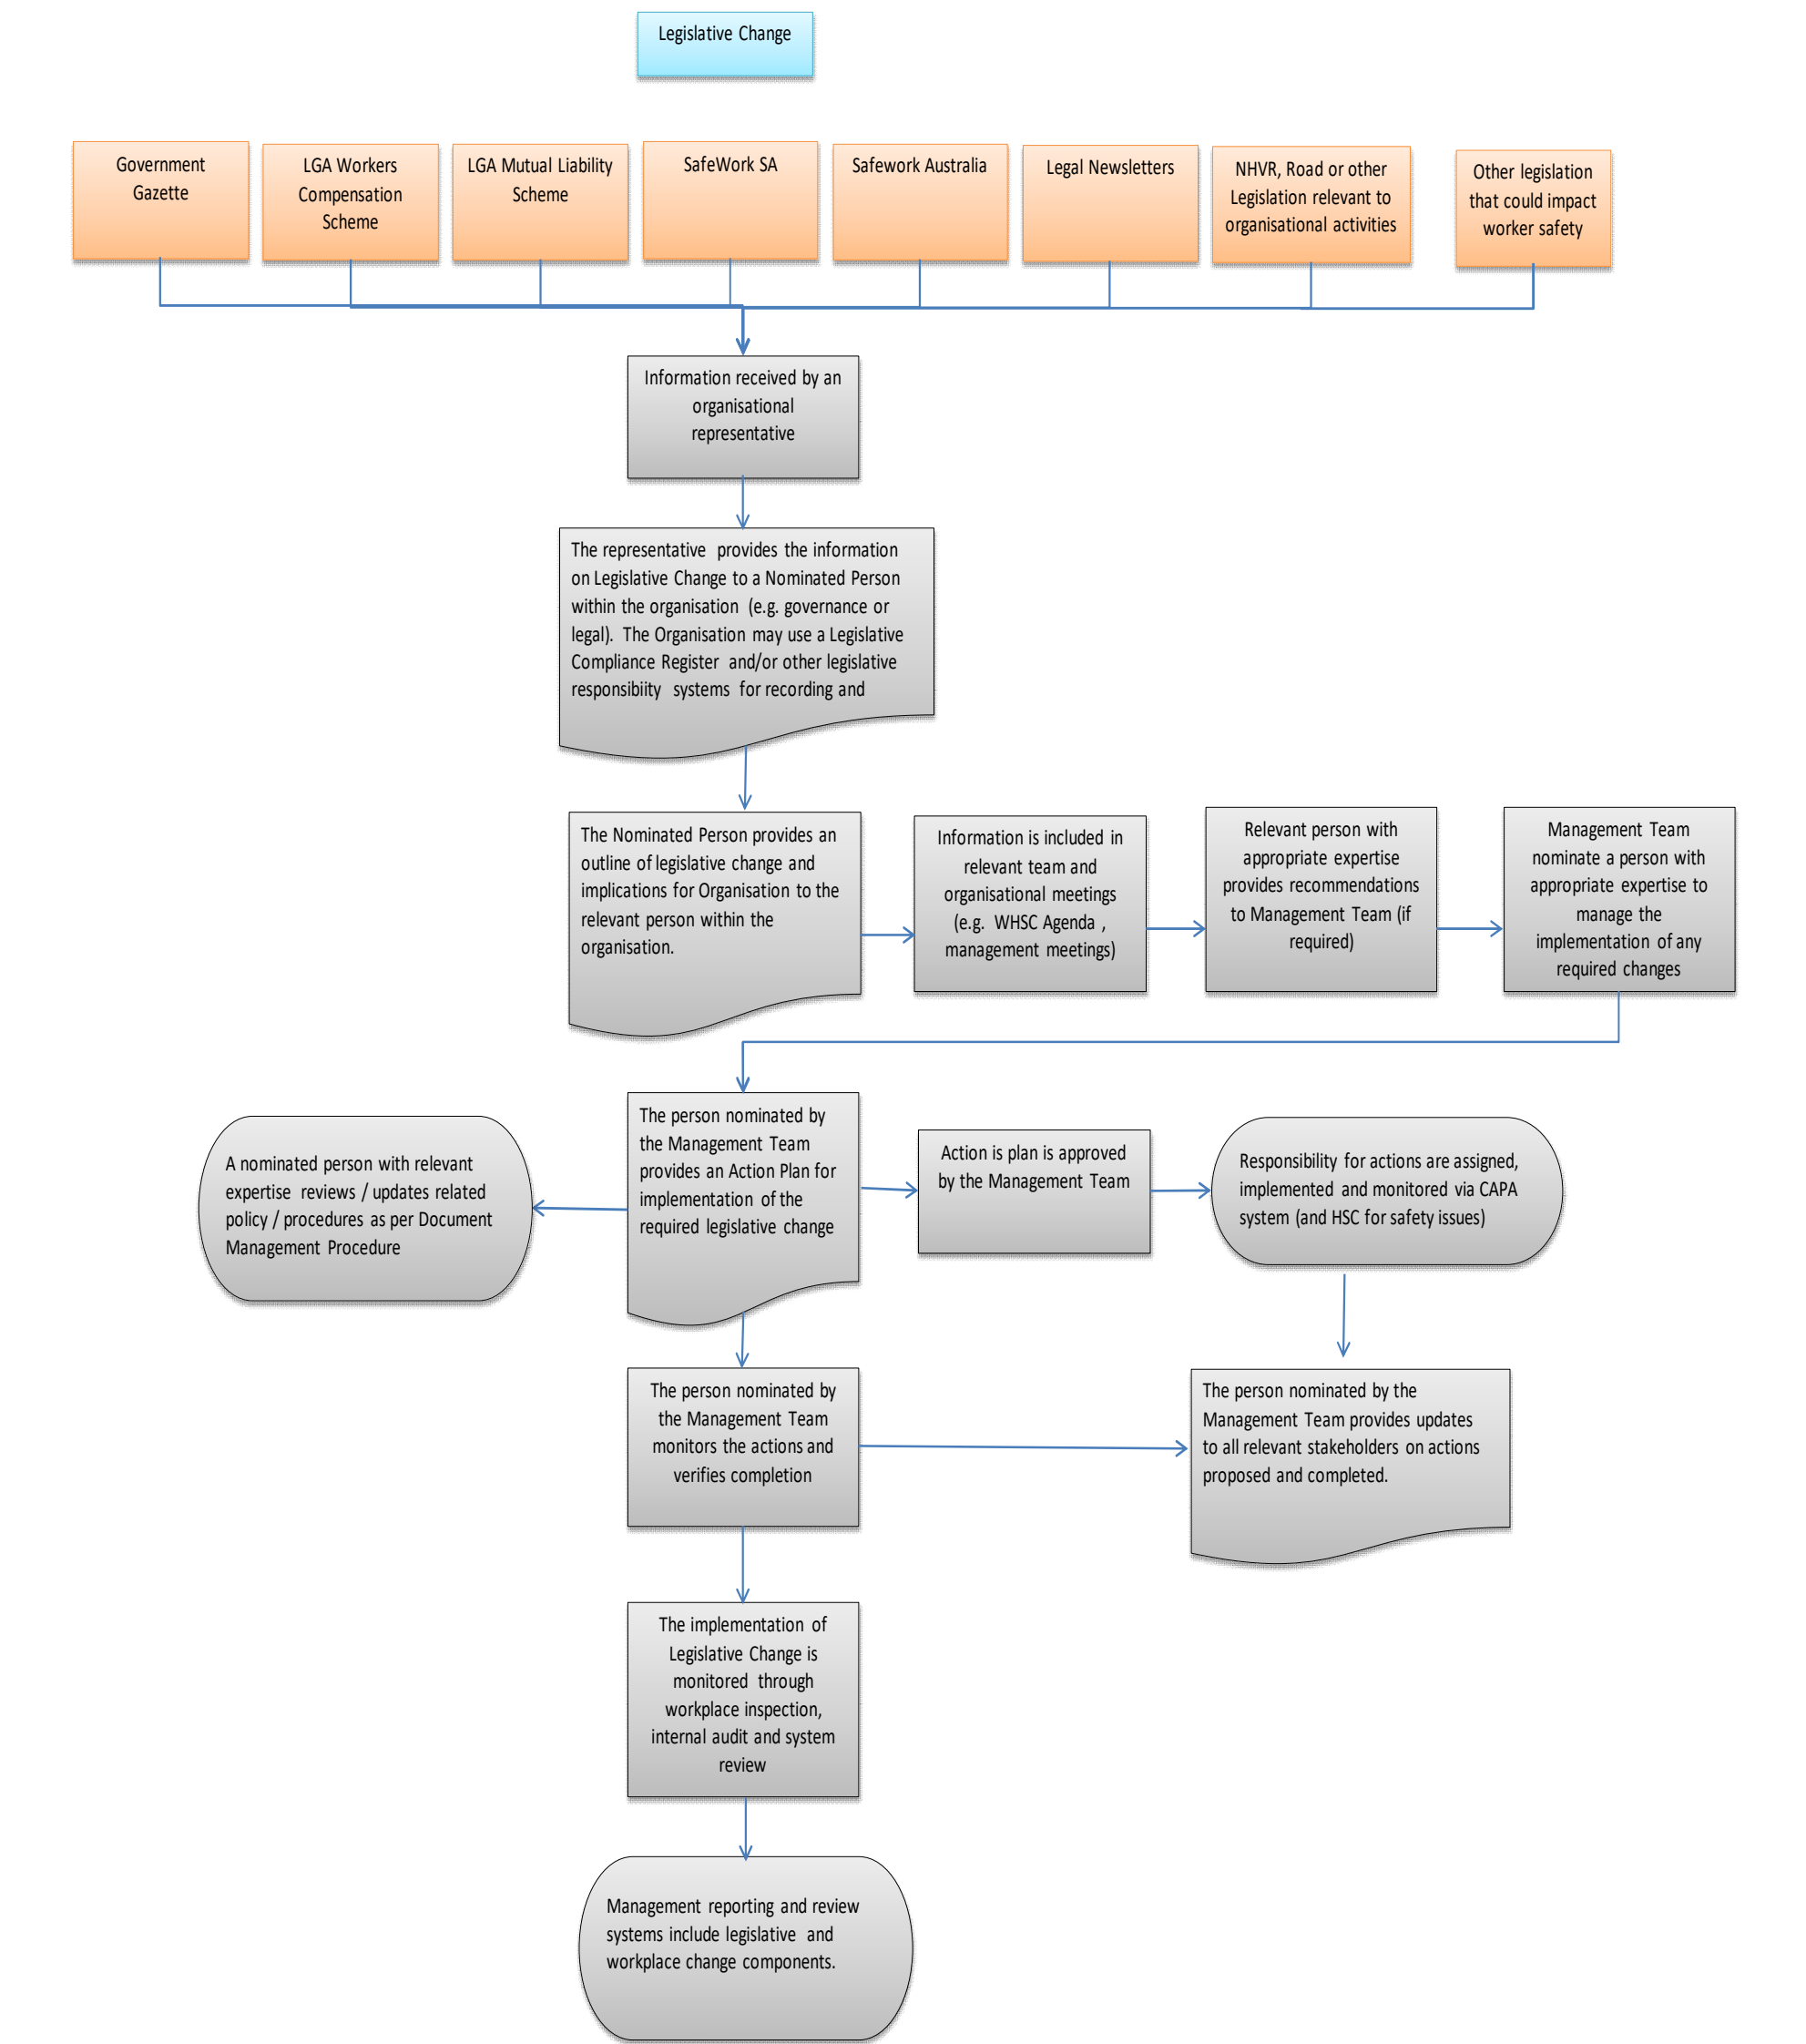 Legislative Change
Government
Gazette
LGA Workers
Compensation
Scheme
LGA Mutual Liability
Scheme
SafeWork SA
Safework Australia
Legal Newsletters
NHVR, Road or other
Legislation relevant to
organisational activities
Other legislation
that could impact
worker safety
Information received by an
organisational
representative
The representative provides the information
on Legislative Change to a Nominated Person
within the organisation (e.g. governance or
legal). The Organisation may use a Legislative
Compliance Register and/or other legislative
responsibiity systems for recording and
The Nominated Person provides an
outline of legislative change and
implications for Organisation to the
relevant person within the
organisation.
Information is included in
relevant team and
organisational meetings
(e.g. WHSC Agenda ,
management meetings)
Relevant person with
appropriate expertise
provides recommendations
to Management Team (if
required)
Management Team
nominate a person with
appropriate expertise to
manage the
implementation of any
required changes
A nominated person with relevant
expertise reviews / updates related
policy / procedures as per Document
Management Procedure
The person nominated by
the Management Team
provides an Action Plan for
implementation of the
required legislative change
Action is plan is approved
by the Management Team
Responsibility for actions are assigned,
implemented and monitored via CAPA
system (and HSC for safety issues)
The person nominated by
the Management Team
monitors the actions and
verifies completion
The person nominated by the
Management Team provides updates
to all relevant stakeholders on actions
proposed and completed.
The implementation of
Legislative Change is
monitored through
workplace inspection,
internal audit and system
review
Management reporting and review
systems include legislative and
workplace change components.